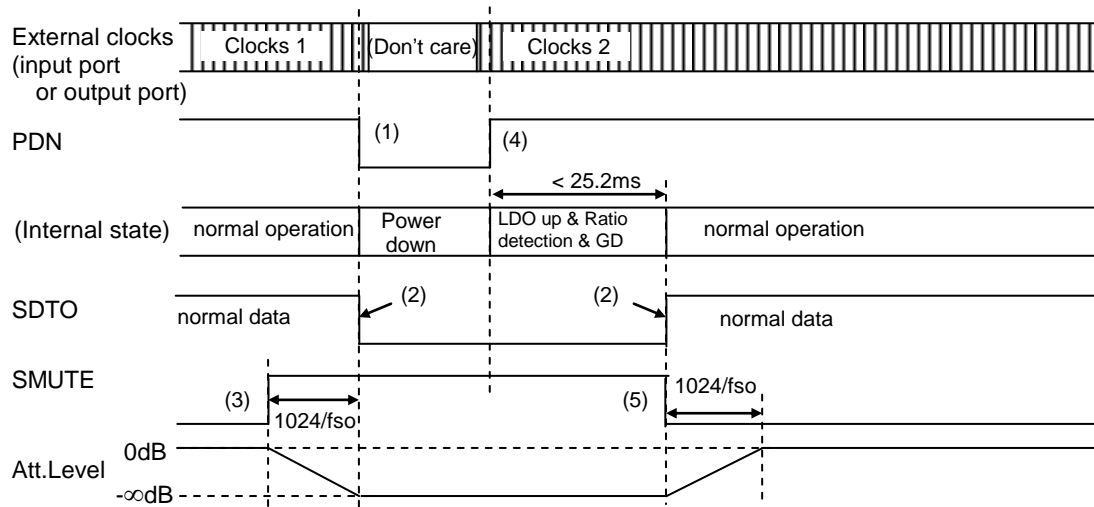 External clocks
(input port
or output port)
Clocks 1
(Don't care)
Clocks 2
PDN
(1)
(4)
< 25.2ms
(Internal state)
normal operation
Power
down
LDO up & Ratio
detection & GD
normal operation
SDTO
(2)
(2)
normal data
normal data
SMUTE
(3)
1024/fso
(5)
1024/fso
Att.Level
0dB
-∞dB